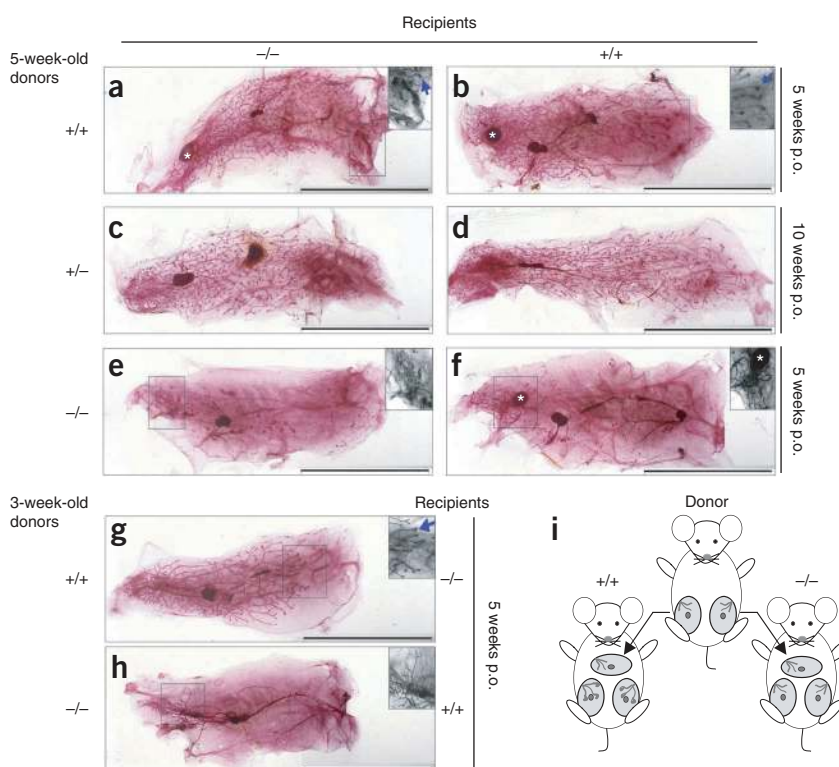 Recipients
–/–
+/+
5-week-old
donors
a
*
b
*
+/+
5 weeks p.o.
c
d
+/–
10 weeks p.o.
e
f
*
*
–/–
5 weeks p.o.
3-week-old
donors
Recipients
g
+/+
–/–
h
–/–
+/+
5 weeks p.o.
i
Donor
+/+
–/–